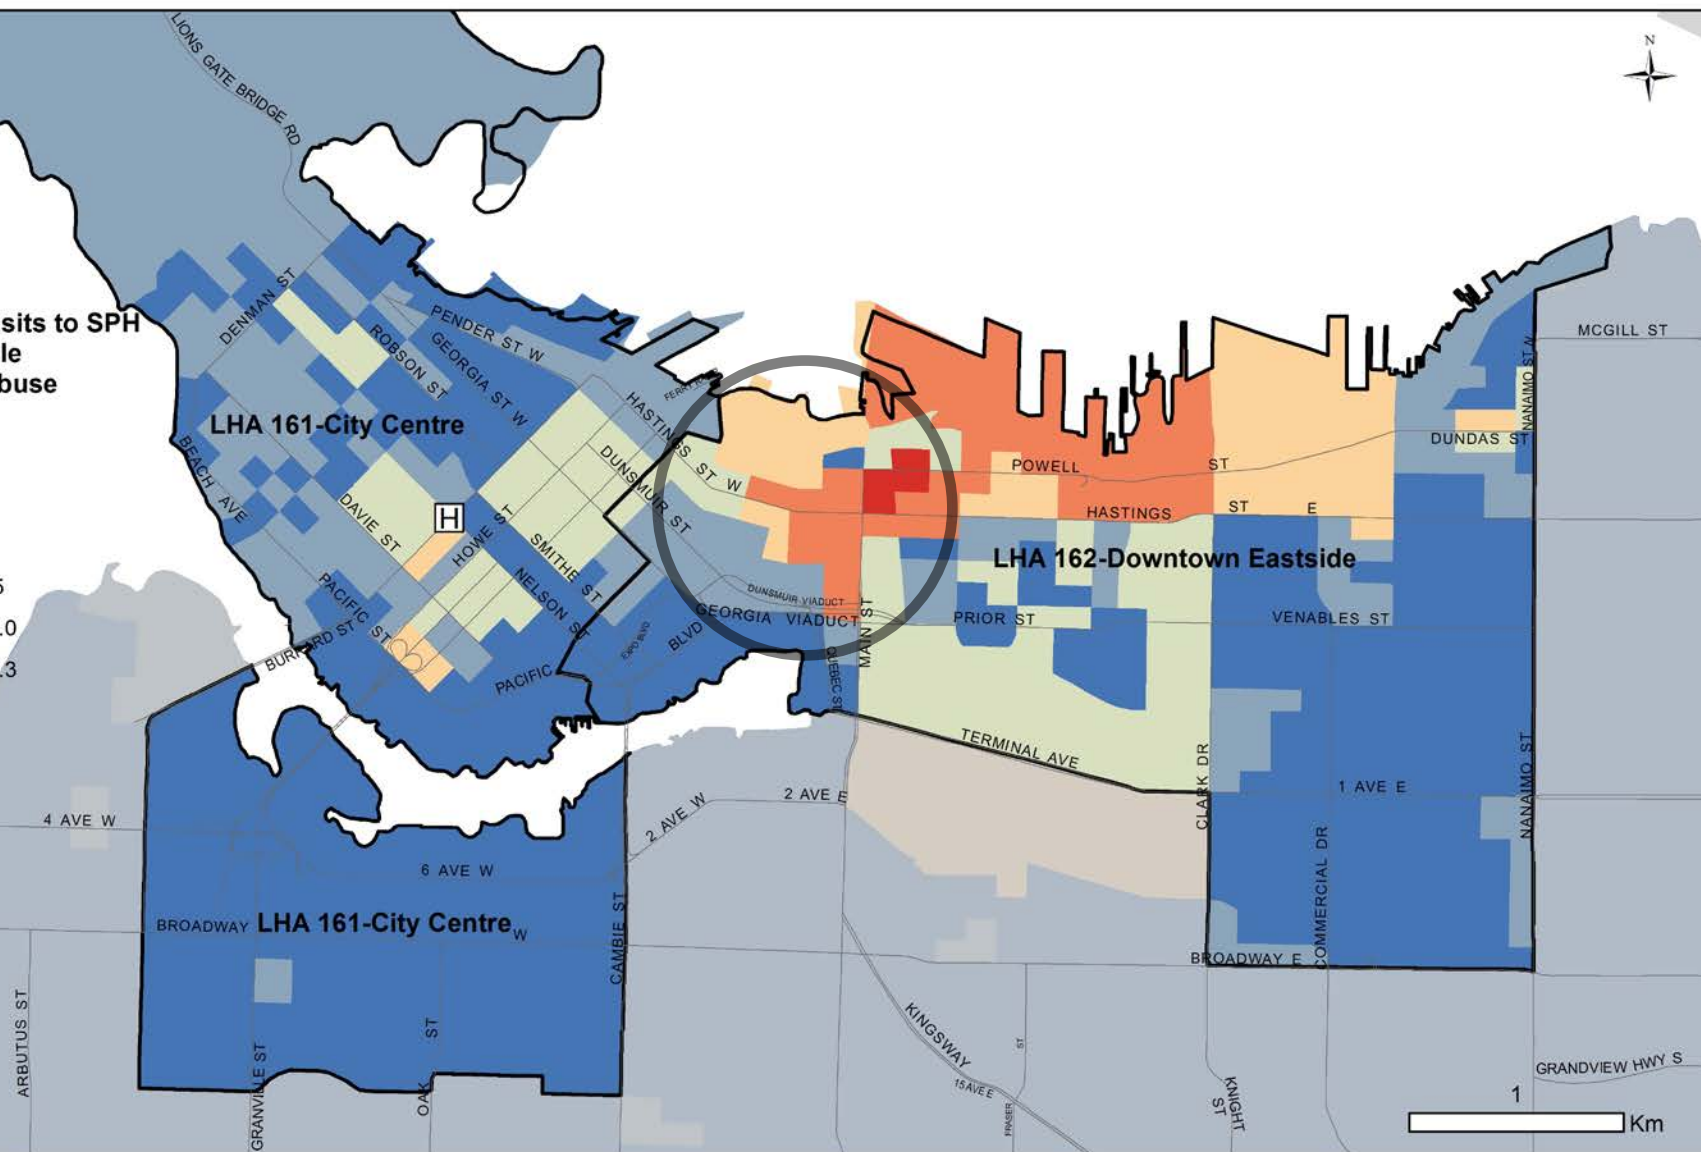 LIONS GATE BRIDGE RD
N
sits to SPH
le
buse
DENMAN ST
PENDER ST W
ROBSON ST
GEORGIA ST W
MCGILL ST
NANAIMO ST N
LHA 161-City Centre
HASTINGS ST W
DUNDAS ST
BEACH AVE
DUNSMUIR ST
POWELL ST
DAVIE ST
H
HOWE ST
HASTINGS ST E
SMITHE ST
LHA 162-Downtown Eastside
5
.0
.3
PACIFIC ST
NELSON ST
DUNSMUIR VIADUCT
GEORGIA VIADUCT
MAIN ST
PRIOR ST
VENABLES ST
BURRARD ST
EXPO BLVD
PACIFIC BLVD
QUEBEC ST
TERMINAL AVE
CLARK DR
1 AVE E
NANAIMO ST
2 AVE E
2 AVE W
4 AVE W
6 AVE W
COMMERCIAL DR
CAMBIE ST
BROADWAY W
LHA 161-City Centre
BROADWAY E
ARBUTUS ST
GRANVILLE ST
OAK ST
KINGSWAY
15 AVE E
ST
FRASER
KNIGHT ST
GRANDVIEW HWY S
1
Km